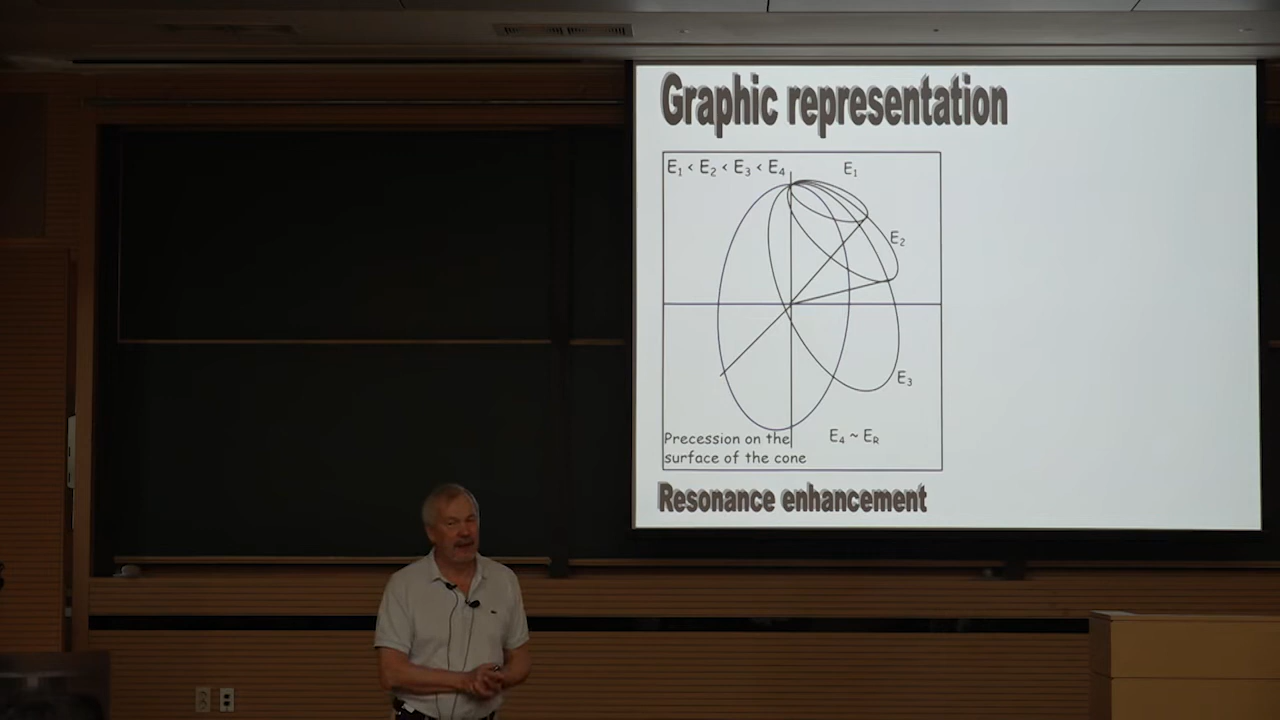 Graphic representation
E₁ < E₂ < E₃ < E₄
E₁
E₂
E₃
E₄ ~ E_R
Precession on the
surface of the cone
Resonance enhancement